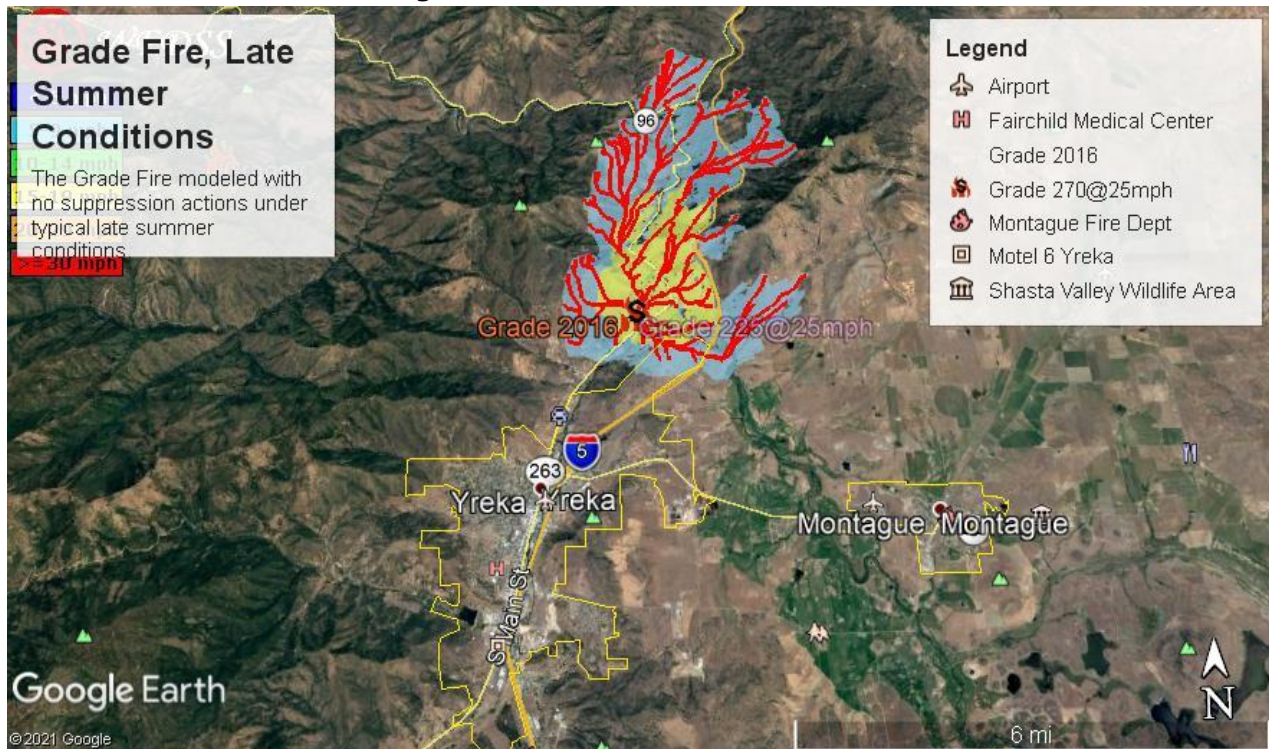 Grade Fire, Late
Summer
Conditions
The Grade Fire modeled with
no suppression actions under
typical late summer
conditions.
>=30 mph
Legend
Airport
Fairchild Medical Center
Grade 2016
Grade 270@25mph
Montague Fire Dept
Motel 6 Yreka
Shasta Valley Wildlife Area
96
S
Grade 2016
Grade 225@25mph
5
263
Yreka
Yreka
Montague
Montague
H
S Main St
Google Earth
©2021 Google
N
6 mi